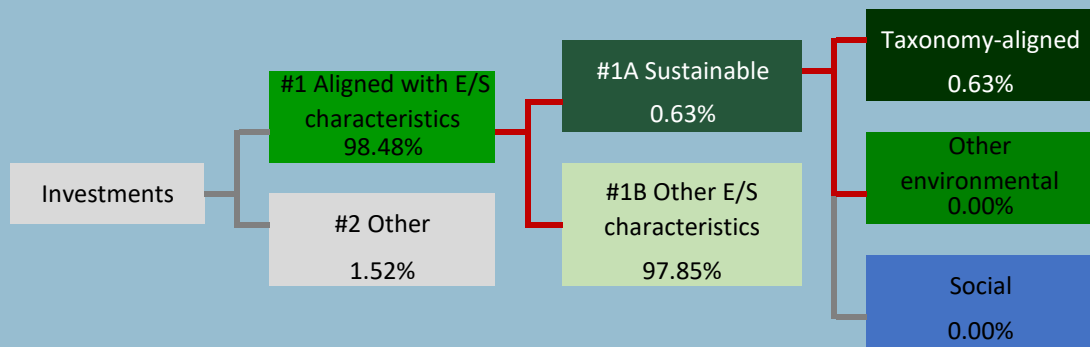 Investments
#1 Aligned with E/S
characteristics
98.48%
#2 Other
1.52%
#1A Sustainable
0.63%
#1B Other E/S
characteristics
97.85%
Taxonomy-aligned
0.63%
Other
environmental
0.00%
Social
0.00%